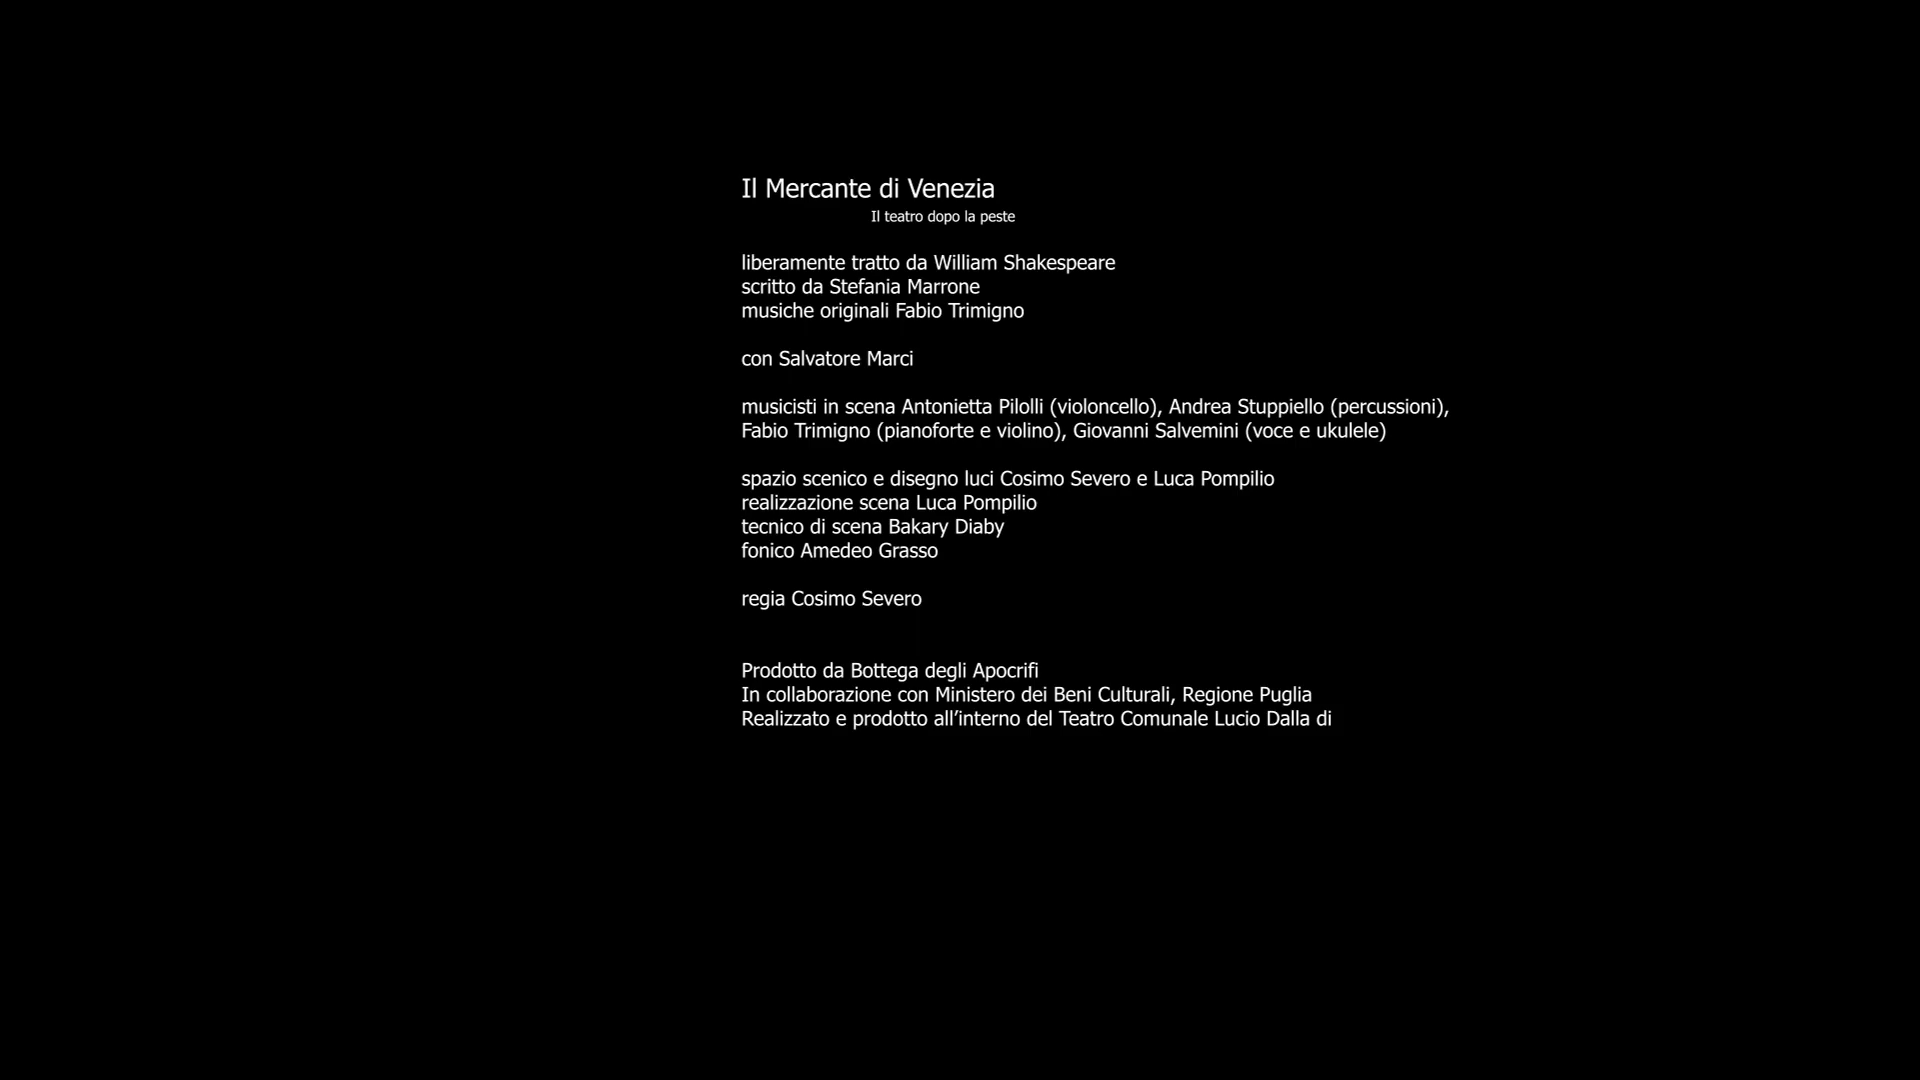 Il Mercante di Venezia
Il teatro dopo la peste
liberamente tratto da William Shakespeare
scritto da Stefania Marrone
musiche originali Fabio Trimigno
con Salvatore Marci
musicisti in scena Antonietta Pilolli (violoncello), Andrea Stuppiello (percussioni),
Fabio Trimigno (pianoforte e violino), Giovanni Salvemini (voce e ukulele)
spazio scenico e disegno luci Cosimo Severo e Luca Pompilio
realizzazione scena Luca Pompilio
tecnico di scena Bakary Diaby
fonico Amedeo Grasso
regia Cosimo Severo
Prodotto da Bottega degli Apocrifi
In collaborazione con Ministero dei Beni Culturali, Regione Puglia
Realizzato e prodotto all’interno del Teatro Comunale Lucio Dalla di